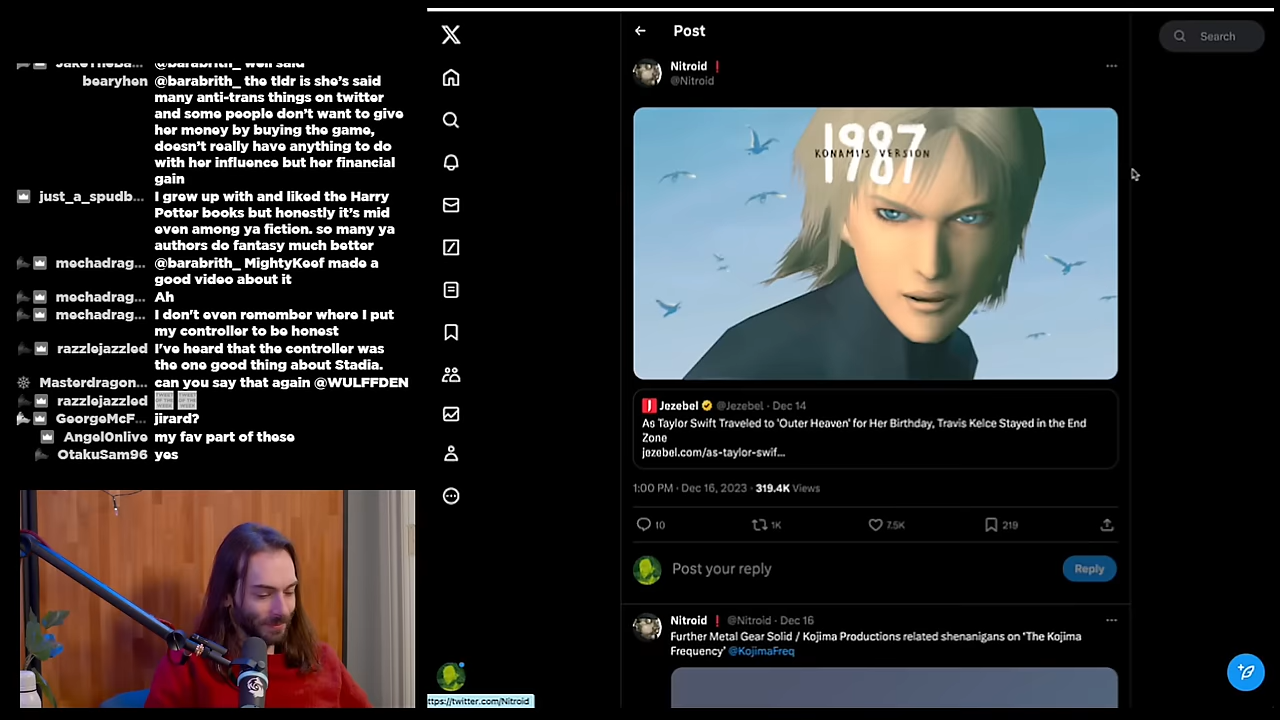 @barabrith_ well said
bearyhen @barabrith_ the tldr is she's said
many anti-trans things on twitter
and some people don't want to give
her money by buying the game,
doesn't really have anything to do
with her influence but her financial
gain
just_a_spudb... I grew up with and liked the Harry
Potter books but honestly it's mid
even among ya fiction. so many ya
authors do fantasy much better
mechadrag... @barabrith_ MightyKeef made a
good video about it
mechadrag... Ah
mechadrag... I don't even remember where I put
my controller to be honest
razzlejazzled I've heard that the controller was
the one good thing about Stadia.
Masterdragon... can you say that again @WULFFDEN
razzlejazzled
GeorgeMcF... jirard?
Angel0nlive my fav part of these
OtakuSam96 yes
Post
Search
Nitroid
@Nitroid
1987
KONAMI'S VERSION
Jezebel @Jezebel · Dec 14
As Taylor Swift Traveled to 'Outer Heaven' for Her Birthday, Travis Kelce Stayed in the End
Zone
jezebel.com/as-taylor-swif...
1:00 PM · Dec 16, 2023 · 319.4K Views
10 1K 7.5K 219
Post your reply
Reply
Nitroid @Nitroid · Dec 16
Further Metal Gear Solid / Kojima Productions related shenanigans on 'The Kojima
Frequency' @KojimaFreq
ttps://twitter.com/Nitroid